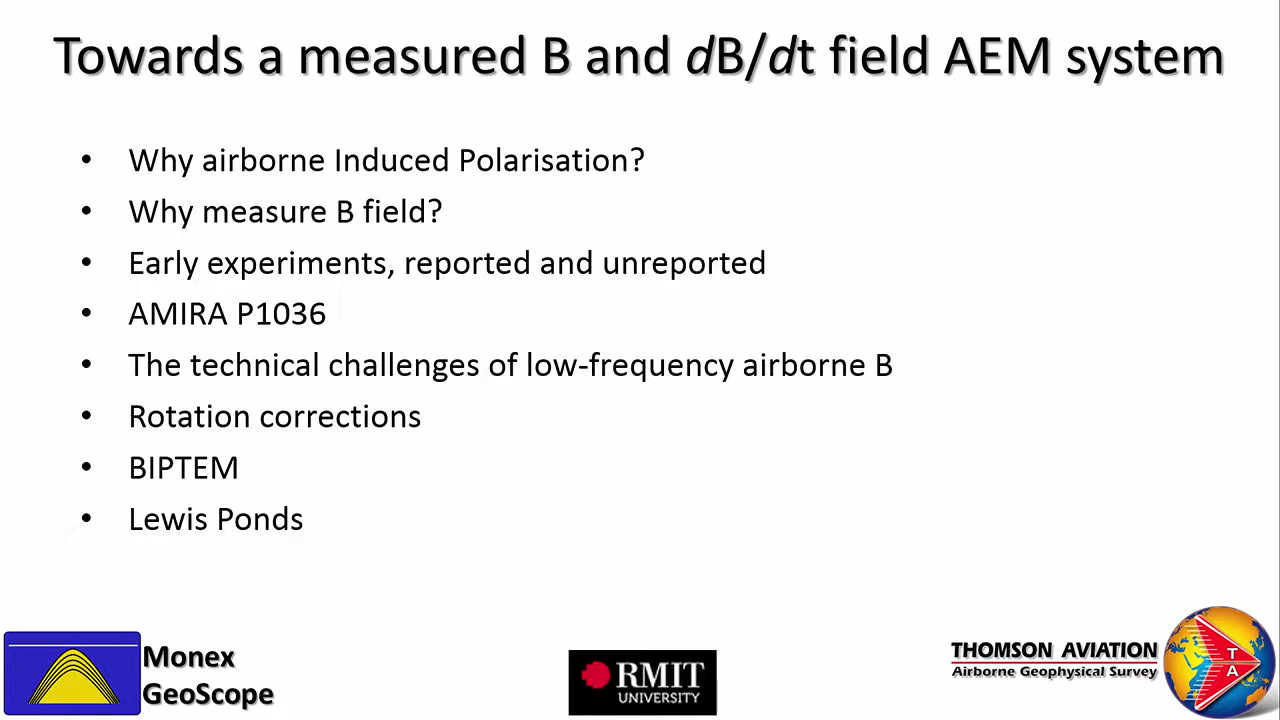 Towards a measured B and dB/dt field AEM system
• Why airborne Induced Polarisation?
• Why measure B field?
• Early experiments, reported and unreported
• AMIRA P1036
• The technical challenges of low-frequency airborne B
• Rotation corrections
• BIPTEM
• Lewis Ponds
Monex
GeoScope
RMIT
UNIVERSITY
THOMSON AVIATION
Airborne Geophysical Survey
T
A